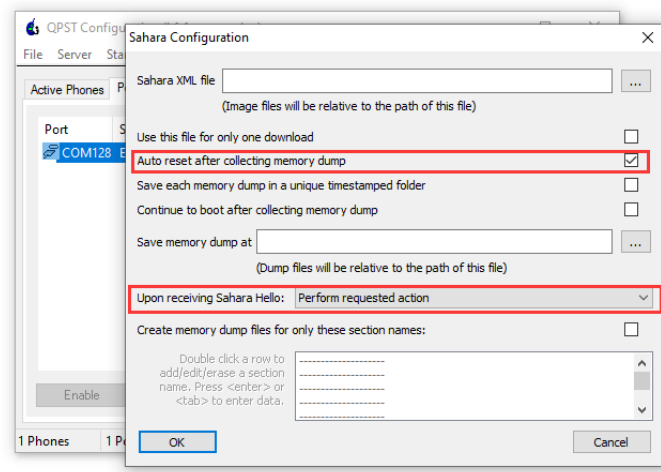 QPST Configu
Sahara Configuration
File Server Sta
Active Phones
Port
COM128
Sahara XML file
...
(Image files will be relative to the path of this file)
Use this file for only one download
Auto reset after collecting memory dump
Save each memory dump in a unique timestamped folder
Continue to boot after collecting memory dump
Save memory dump at
...
(Dump files will be relative to the path of this file)
Upon receiving Sahara Hello: Perform requested action
Create memory dump files for only these section names:
Double click a row to
add/edit/erase a section
name. Press <enter> or
<tab> to enter data.
--------------------
--------------------
--------------------
--------------------
--------------------
Enable
OK
Cancel
1 Phones